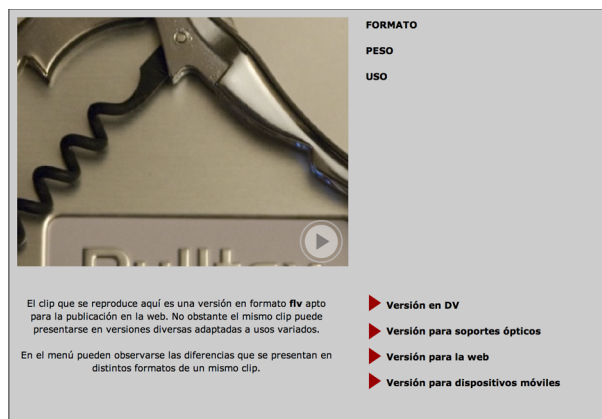 FORMATO
PESO
USO
El clip que se reproduce aquí es una versión en formato flv apto
para la publicación en la web. No obstante el mismo clip puede
presentarse en versiones diversas adaptadas a usos variados.
En el menú pueden observarse las diferencias que se presentan en
distintos formatos de un mismo clip.
Versión en DV
Versión para soportes ópticos
Versión para la web
Versión para dispositivos móviles